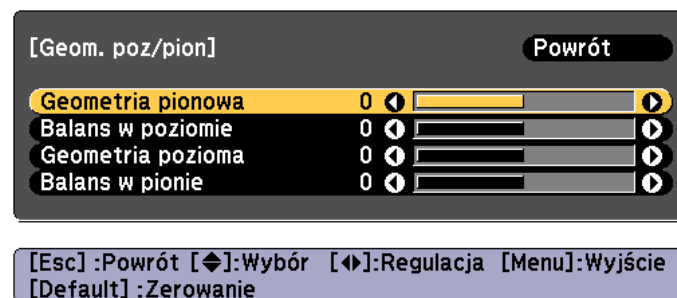 [Geom. poz/pion] Powrót
Geometria pionowa 0
Balans w poziomie 0
Geometria pozioma 0
Balans w pionie 0
[Esc] :Powrót [◆]:Wybór [◆]:Regulacja [Menu]:Wyjście
[Default] :Zerowanie